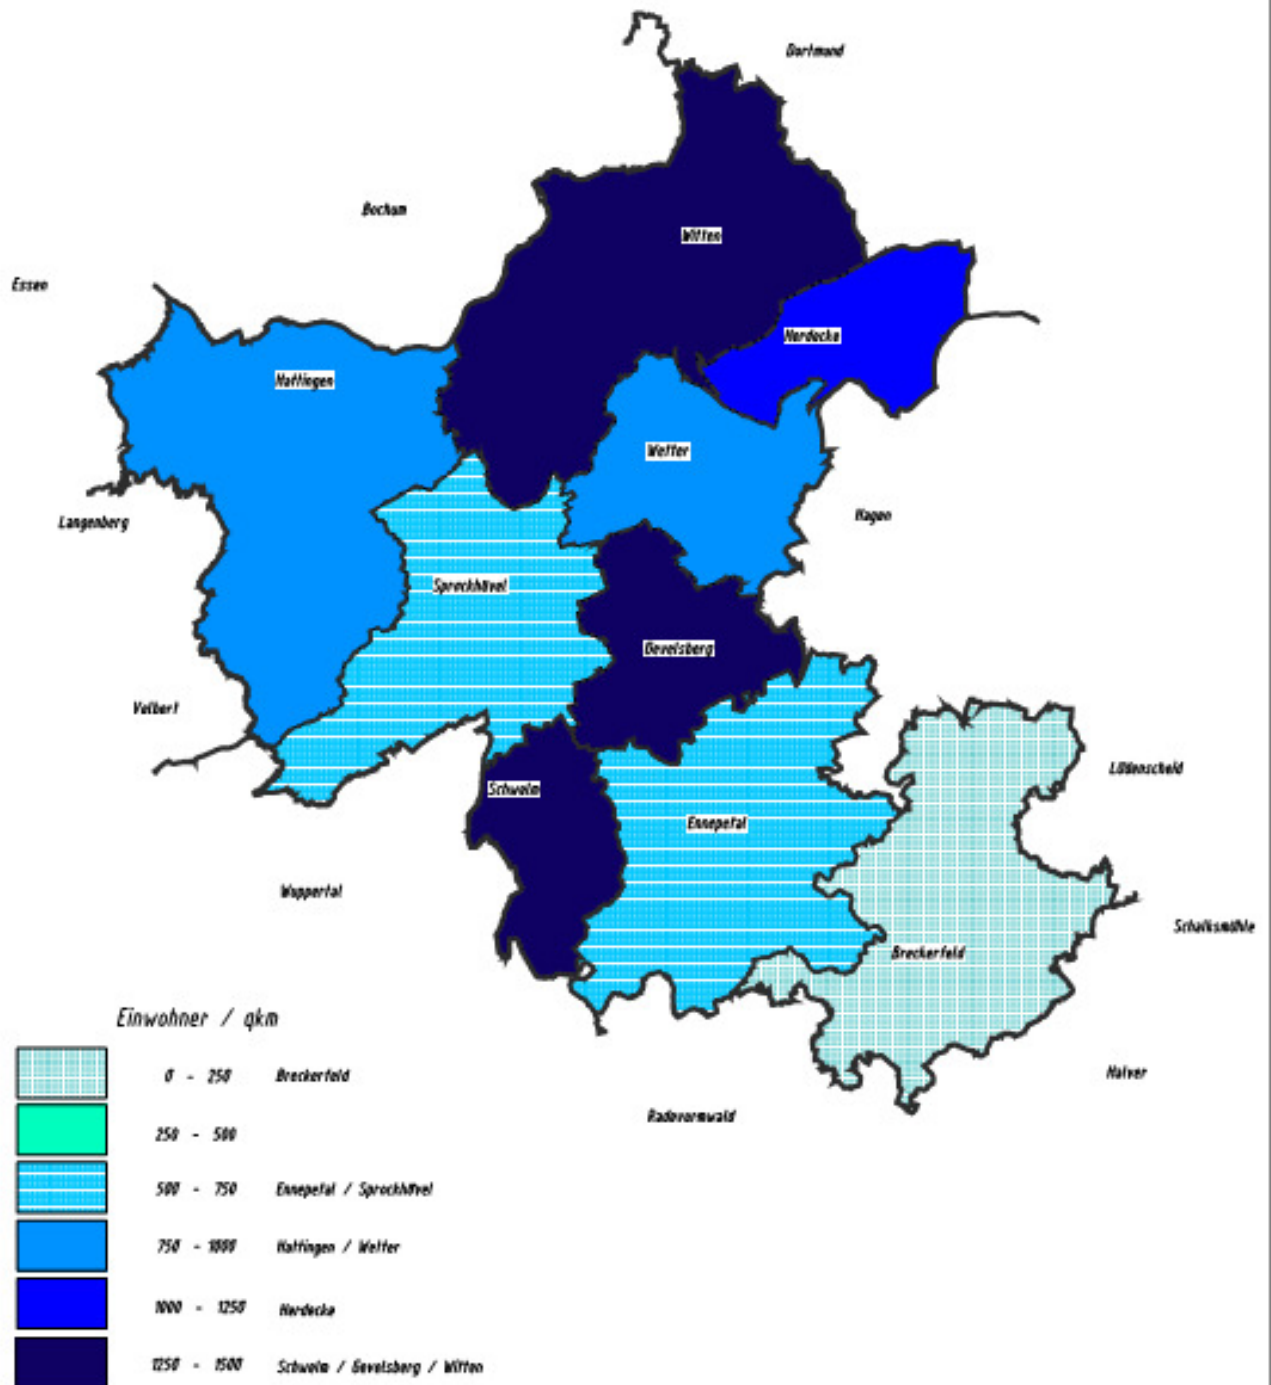 Dortmund
Bochum
Witten
Essen
Herdecke
Hattingen
Wetter
Langenberg
Hagen
Sprockhövel
Gevelsberg
Velbert
Lüdenscheid
Schwelm
Ennepetal
Wuppertal
Schalksmühle
Breckerfeld
Einwohner / qkm
0 - 250 Breckerfeld
Halver
Radevormwald
250 - 500
500 - 750 Ennepetal / Sprockhövel
750 - 1000 Hattingen / Wetter
1000 - 1250 Herdecke
1250 - 1500 Schwelm / Gevelsberg / Witten